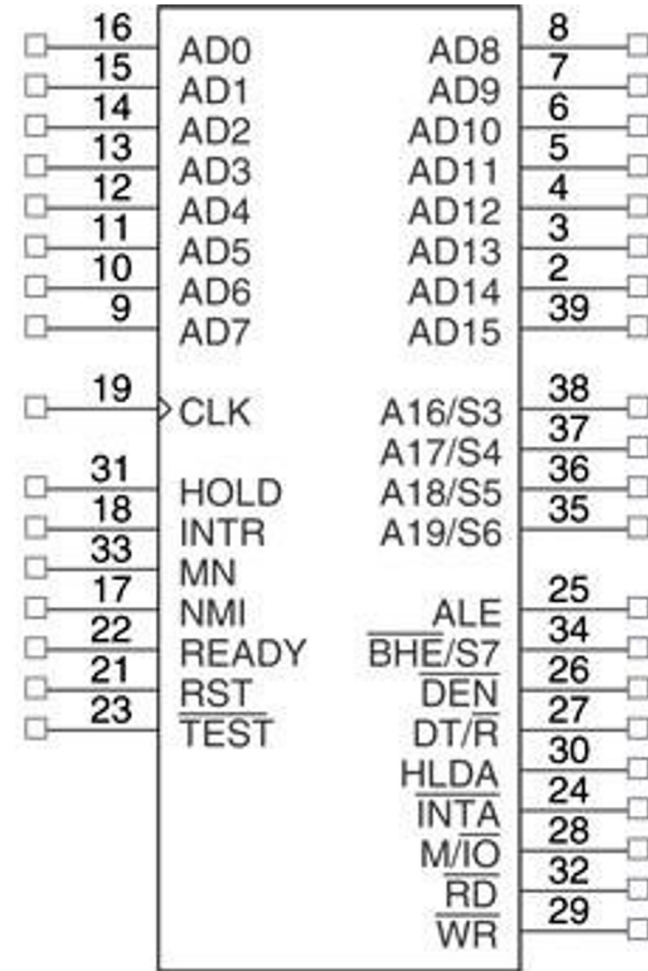 16 AD0 AD8 8
15 AD1 AD9 7
14 AD2 AD10 6
13 AD3 AD11 5
12 AD4 AD12 4
11 AD5 AD13 3
10 AD6 AD14 2
9 AD7 AD15 39
19 CLK A16/S3 38
A17/S4 37
31 HOLD A18/S5 36
18 INTR A19/S6 35
33 MN
17 NMI ALE 25
22 READY BHE/S7 34
21 RST DEN 26
23 TEST DT/R 27
HLDA 30
INTA 24
M/IO 28
RD 32
WR 29